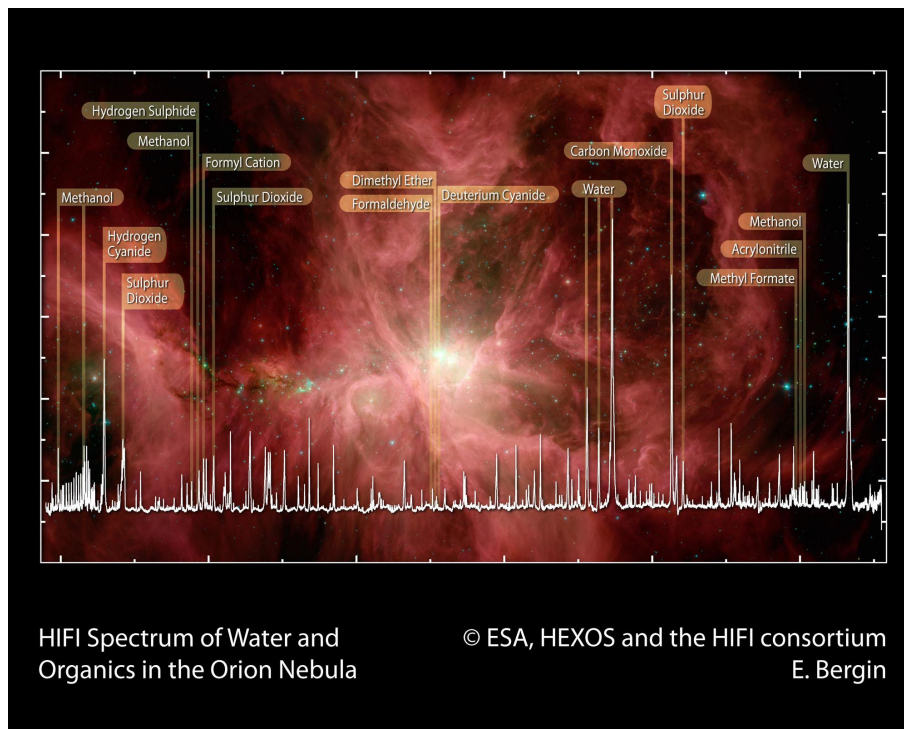 Sulphur
Dioxide
Hydrogen Sulphide
Methanol
Formyl Cation
Carbon Monoxide
Water
Dimethyl Ether
Deuterium Cyanide
Water
Methanol
Sulphur Dioxide
Formaldehyde
Methanol
Hydrogen
Cyanide
Acrylonitrile
Methyl Formate
Sulphur
Dioxide
HIFI Spectrum of Water and
Organics in the Orion Nebula
© ESA, HEXOS and the HIFI consortium
E. Bergin